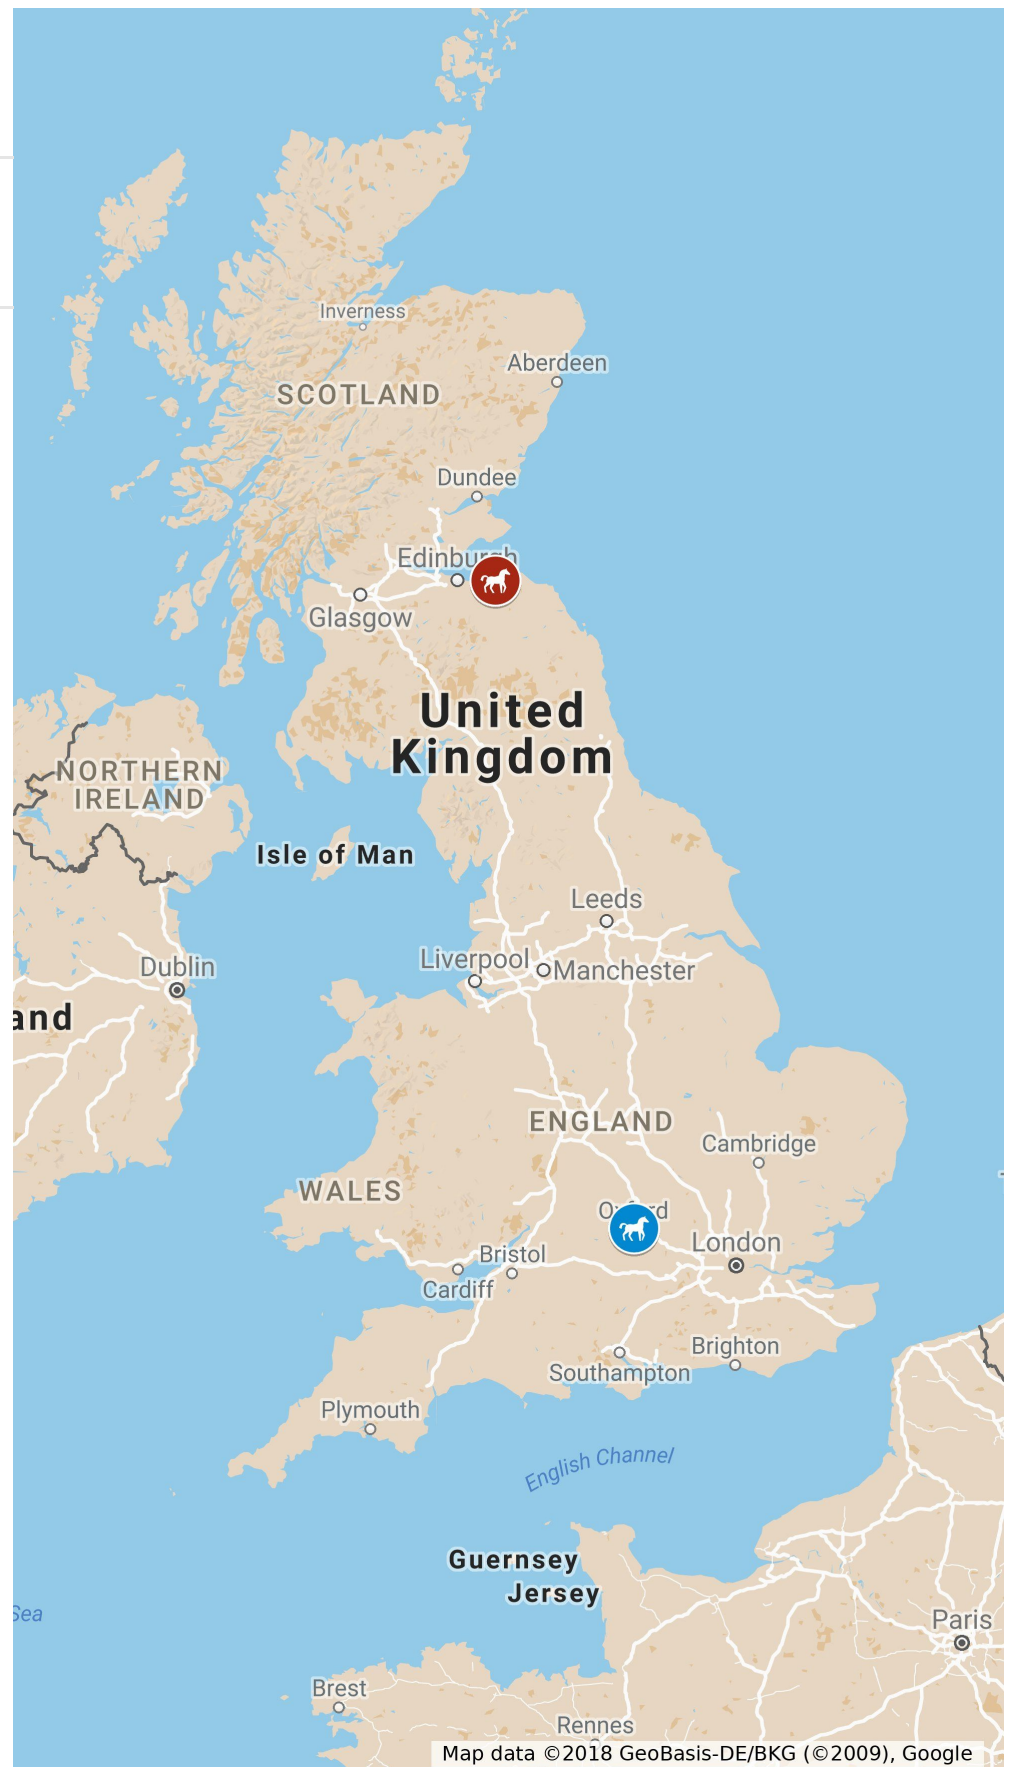 Inverness
Aberdeen
SCOTLAND
Dundee
Edinburgh
Glasgow
United
Kingdom
NORTHERN
IRELAND
Isle of Man
Leeds
Liverpool
Manchester
Dublin
and
ENGLAND
Cambridge
WALES
Oxford
London
Bristol
Cardiff
Brighton
Southampton
Plymouth
English Channel
Guernsey
Jersey
Sea
Paris
Brest
Rennes
Map data ©2018 GeoBasis-DE/BKG (©2009), Google